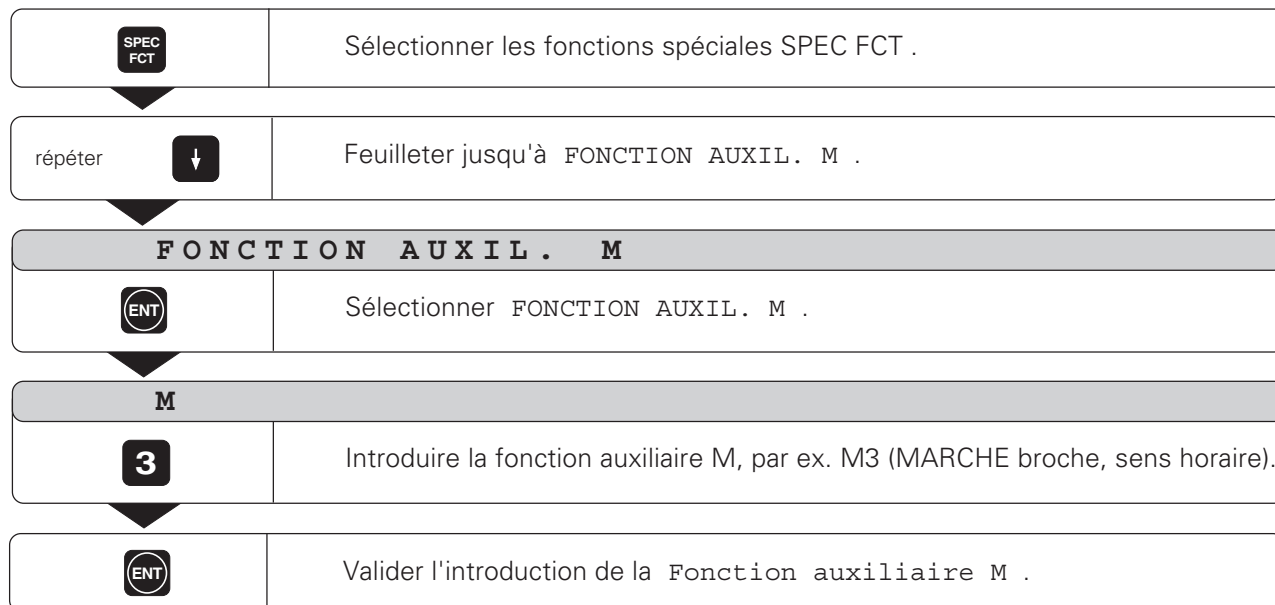 SPEC
FCT
Sélectionner les fonctions spéciales SPEC FCT .
répéter
Feuilleter jusqu'à FONCTION AUXIL. M .
FONCTION AUXIL. M
ENT
Sélectionner FONCTION AUXIL. M .
M
3
Introduire la fonction auxiliaire M, par ex. M3 (MARCHE broche, sens horaire).
ENT
Valider l'introduction de la Fonction auxiliaire M .